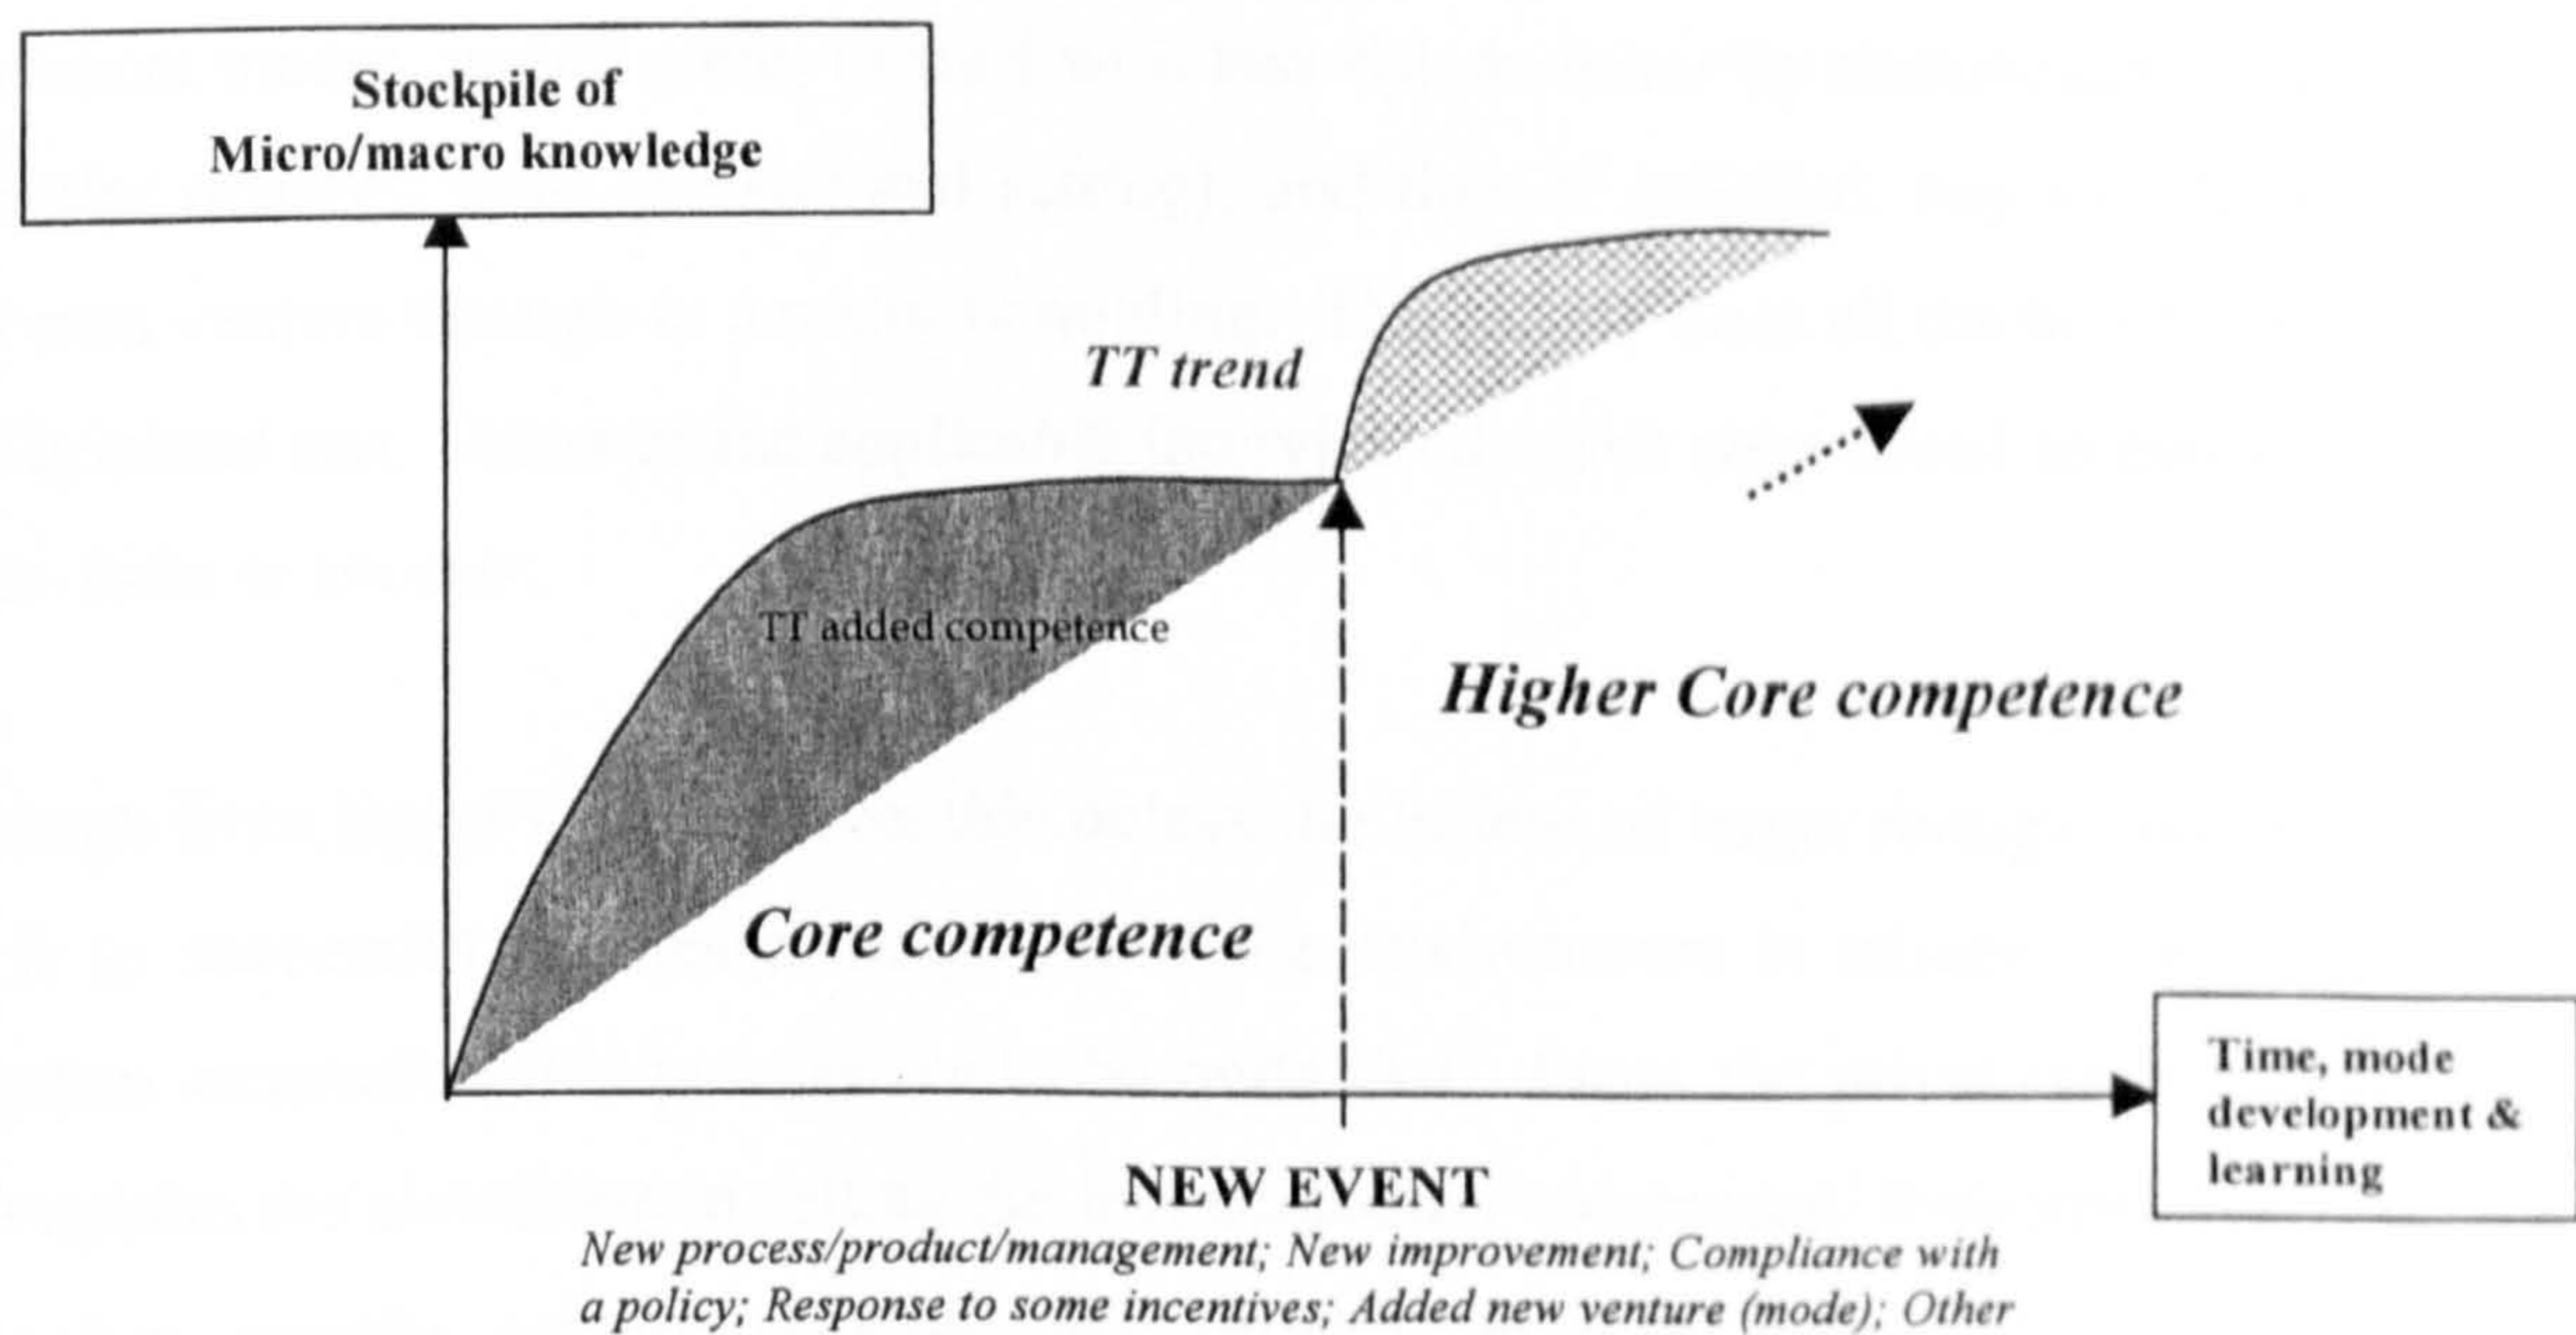 Stockpile of
Micro/macro knowledge
TT trend
TT added competence
Higher Core competence
Core competence
Time, mode
development &
learning
NEW EVENT
New process/product/management; New improvement; Compliance with
a policy; Response to some incentives; Added new venture (mode); Other